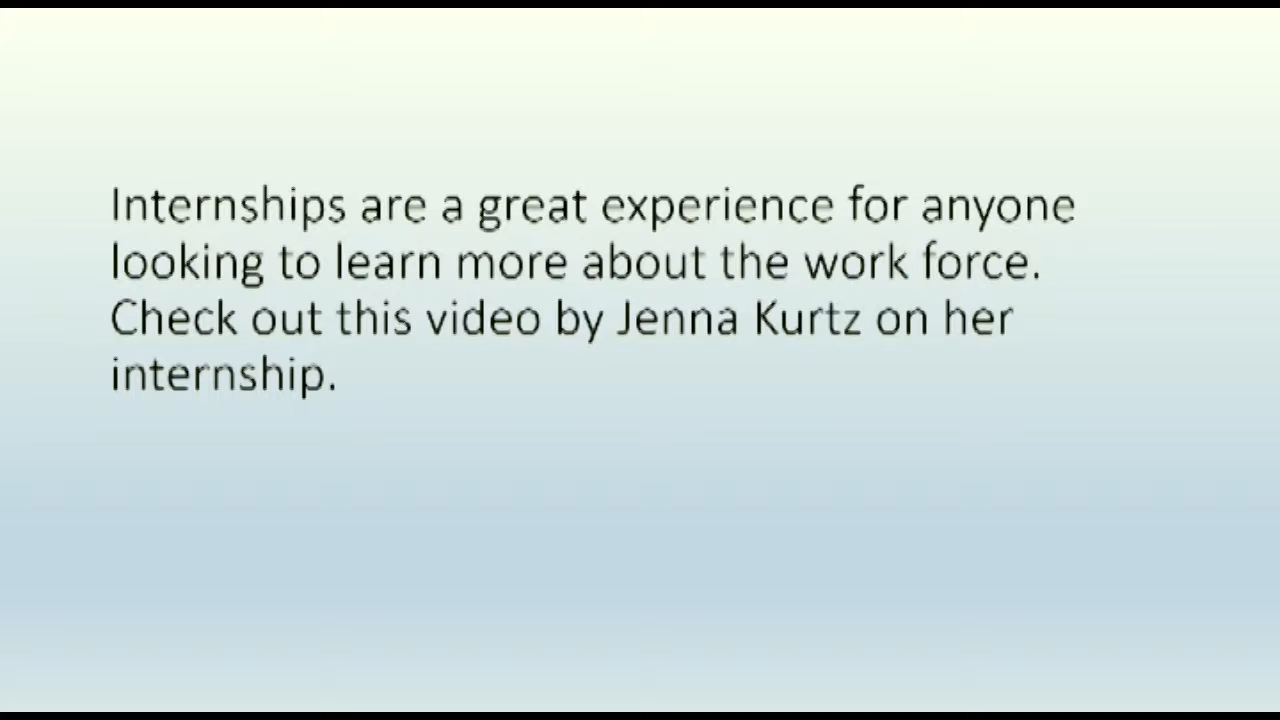 Internships are a great experience for anyone
looking to learn more about the work force.
Check out this video by Jenna Kurtz on her
internship.